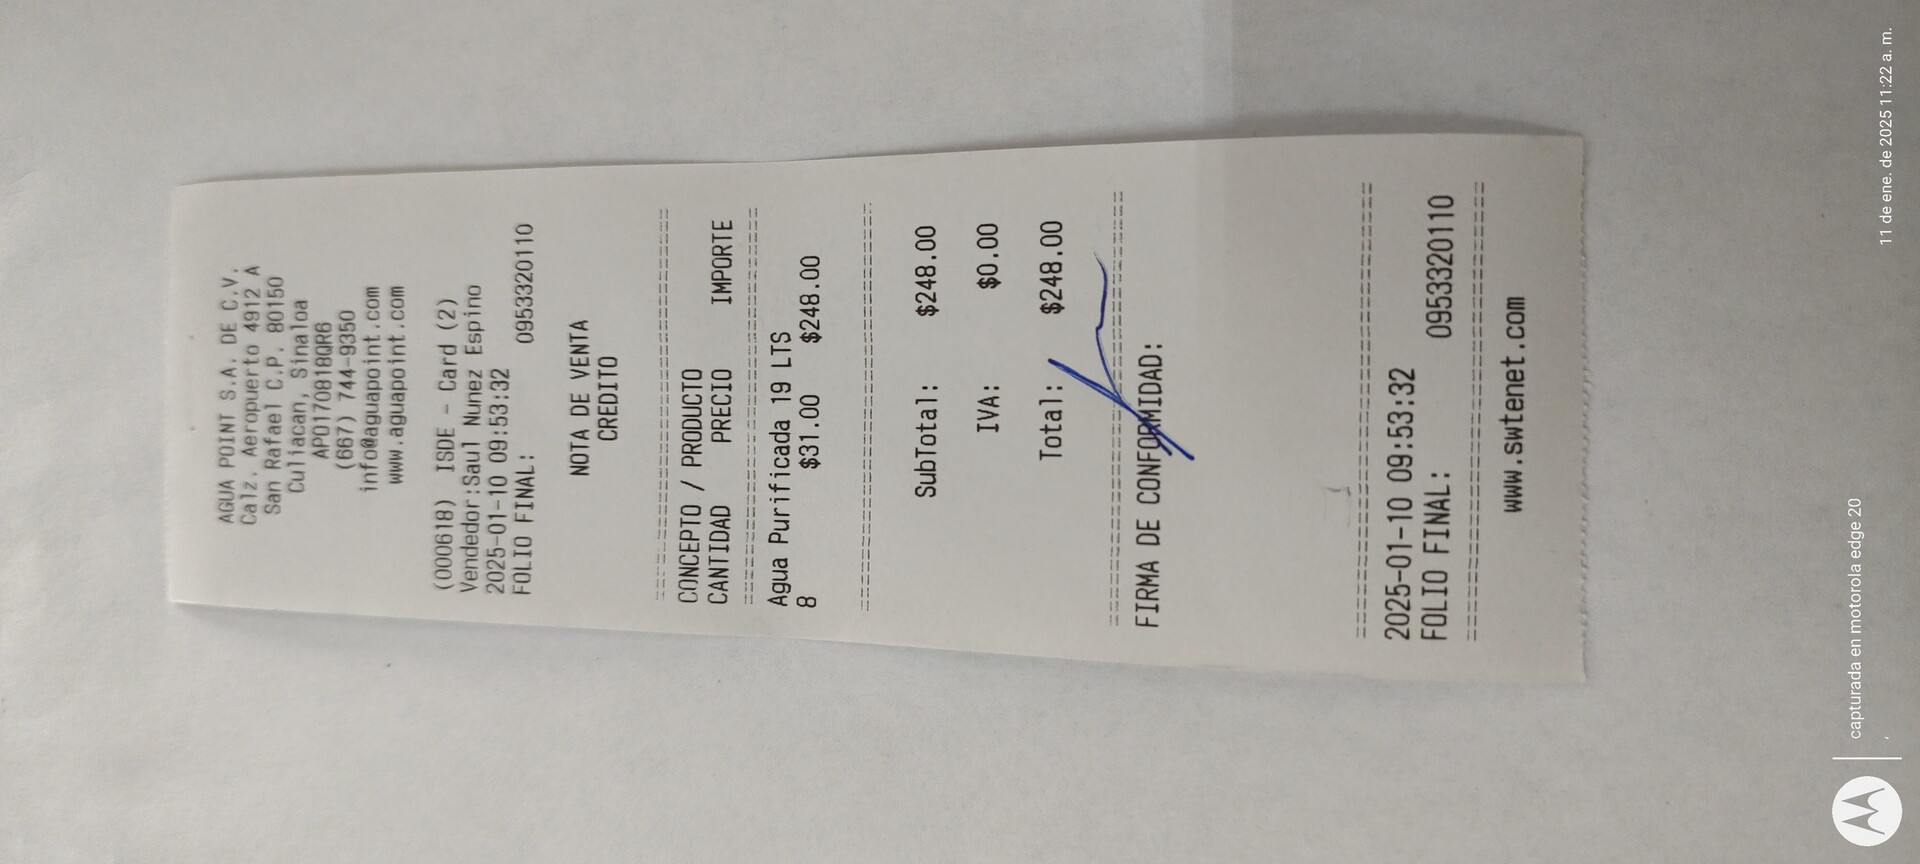 AGUA POINT S.A. DE C.V.
Calz. Aeropuerto 4912 A
San Rafael C.P. 80150
Culiacan, Sinaloa
APO170818QR6
(667) 744-9350
info@aguapoint.com
www.aguapoint.com
(000618) ISDE - Card (2)
Vendedor:Saul Nunez Espino
2025-01-10 09:53:32
FOLIO FINAL: 0953320110
NOTA DE VENTA
CREDITO
CONCEPTO / PRODUCTO
CANTIDAD PRECIO IMPORTE
Agua Purificada 19 LTS
8 $31.00 $248.00
SubTotal: $248.00
IVA: $0.00
Total: $248.00
FIRMA DE CONFORMIDAD:
2025-01-10 09:53:32
FOLIO FINAL: 0953320110
www.swtenet.com
capturada en motorola edge 20
11 de ene. de 2025 11:22 a. m.